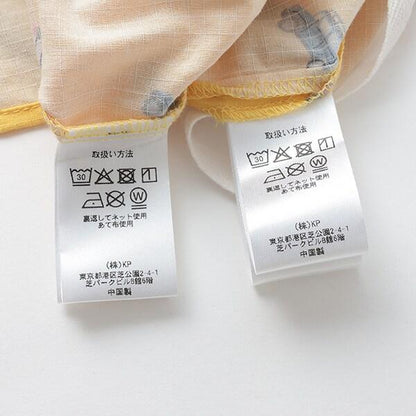 取扱い方法
30
W
裏返してネット使用
あて布使用
(株)KP
東京都港区芝公園2-4-1
芝パークビルB館6階
中国製
取扱い方法
30
W
裏返してネット使用
あて布使用
(株)KP
東京都港区芝公園2-4-1
芝パークビルB館6階
中国製